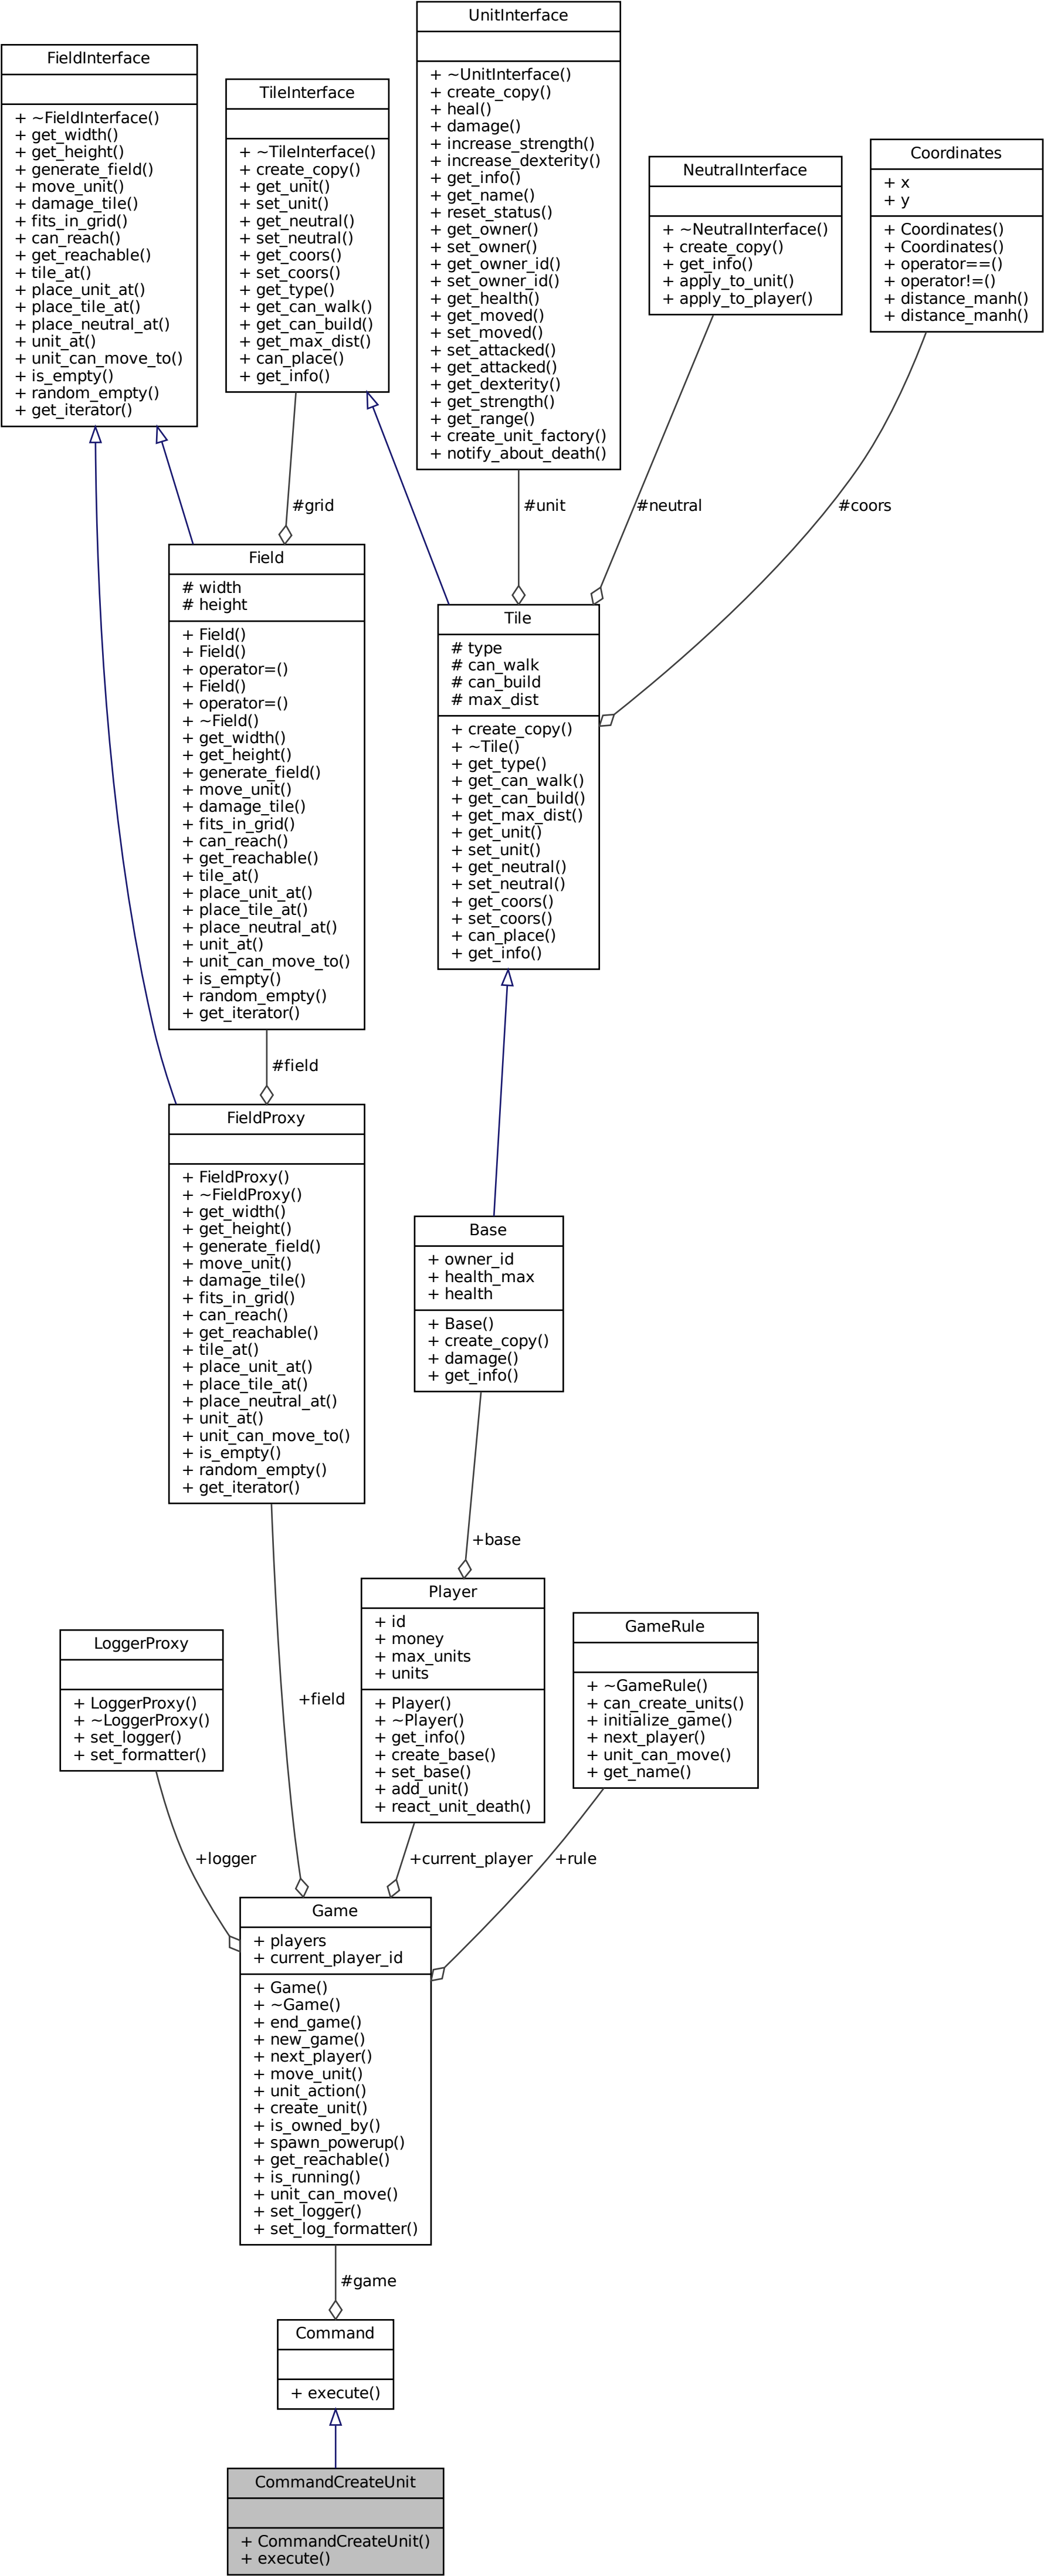 UnitInterface
+ ~UnitInterface()
+ create_copy()
+ heal()
+ damage()
+ increase_strength()
+ increase_dexterity()
+ get_info()
+ get_name()
+ reset_status()
+ get_owner()
+ set_owner()
+ get_owner_id()
+ set_owner_id()
+ get_health()
+ get_moved()
+ set_moved()
+ set_attacked()
+ get_attacked()
+ get_dexterity()
+ get_strength()
+ get_range()
+ create_unit_factory()
+ notify_about_death()
FieldInterface
+ ~FieldInterface()
+ get_width()
+ get_height()
+ generate_field()
+ move_unit()
+ damage_tile()
+ fits_in_grid()
+ can_reach()
+ get_reachable()
+ tile_at()
+ place_unit_at()
+ place_tile_at()
+ place_neutral_at()
+ unit_at()
+ unit_can_move_to()
+ is_empty()
+ random_empty()
+ get_iterator()
TileInterface
+ ~TileInterface()
+ create_copy()
+ get_unit()
+ set_unit()
+ get_neutral()
+ set_neutral()
+ get_coors()
+ set_coors()
+ get_type()
+ get_can_walk()
+ get_can_build()
+ get_max_dist()
+ can_place()
+ get_info()
NeutralInterface
+ ~NeutralInterface()
+ create_copy()
+ get_info()
+ apply_to_unit()
+ apply_to_player()
Coordinates
+ x
+ y
+ Coordinates()
+ Coordinates()
+ operator==()
+ operator!=()
+ distance_manh()
+ distance_manh()
#grid
#unit
#neutral
#coors
Field
# width
# height
+ Field()
+ Field()
+ operator=()
+ Field()
+ operator=()
+ ~Field()
+ get_width()
+ get_height()
+ generate_field()
+ move_unit()
+ damage_tile()
+ fits_in_grid()
+ can_reach()
+ get_reachable()
+ tile_at()
+ place_unit_at()
+ place_tile_at()
+ place_neutral_at()
+ unit_at()
+ unit_can_move_to()
+ is_empty()
+ random_empty()
+ get_iterator()
Tile
# type
# can_walk
# can_build
# max_dist
+ create_copy()
+ ~Tile()
+ get_type()
+ get_can_walk()
+ get_can_build()
+ get_max_dist()
+ get_unit()
+ set_unit()
+ get_neutral()
+ set_neutral()
+ get_coors()
+ set_coors()
+ can_place()
+ get_info()
#field
FieldProxy
+ FieldProxy()
+ ~FieldProxy()
+ get_width()
+ get_height()
+ generate_field()
+ move_unit()
+ damage_tile()
+ fits_in_grid()
+ can_reach()
+ get_reachable()
+ tile_at()
+ place_unit_at()
+ place_tile_at()
+ place_neutral_at()
+ unit_at()
+ unit_can_move_to()
+ is_empty()
+ random_empty()
+ get_iterator()
Base
+ owner_id
+ health_max
+ health
+ Base()
+ create_copy()
+ damage()
+ get_info()
+base
Player
+ id
+ money
+ max_units
+ units
+ Player()
+ ~Player()
+ get_info()
+ create_base()
+ set_base()
+ add_unit()
+ react_unit_death()
GameRule
+ ~GameRule()
+ can_create_units()
+ initialize_game()
+ next_player()
+ unit_can_move()
+ get_name()
LoggerProxy
+ LoggerProxy()
+ ~LoggerProxy()
+ set_logger()
+ set_formatter()
+field
+logger
+current_player
+rule
Game
+ players
+ current_player_id
+ Game()
+ ~Game()
+ end_game()
+ new_game()
+ next_player()
+ move_unit()
+ unit_action()
+ create_unit()
+ is_owned_by()
+ spawn_powerup()
+ get_reachable()
+ is_running()
+ unit_can_move()
+ set_logger()
+ set_log_formatter()
#game
Command
+ execute()
CommandCreateUnit
+ CommandCreateUnit()
+ execute()